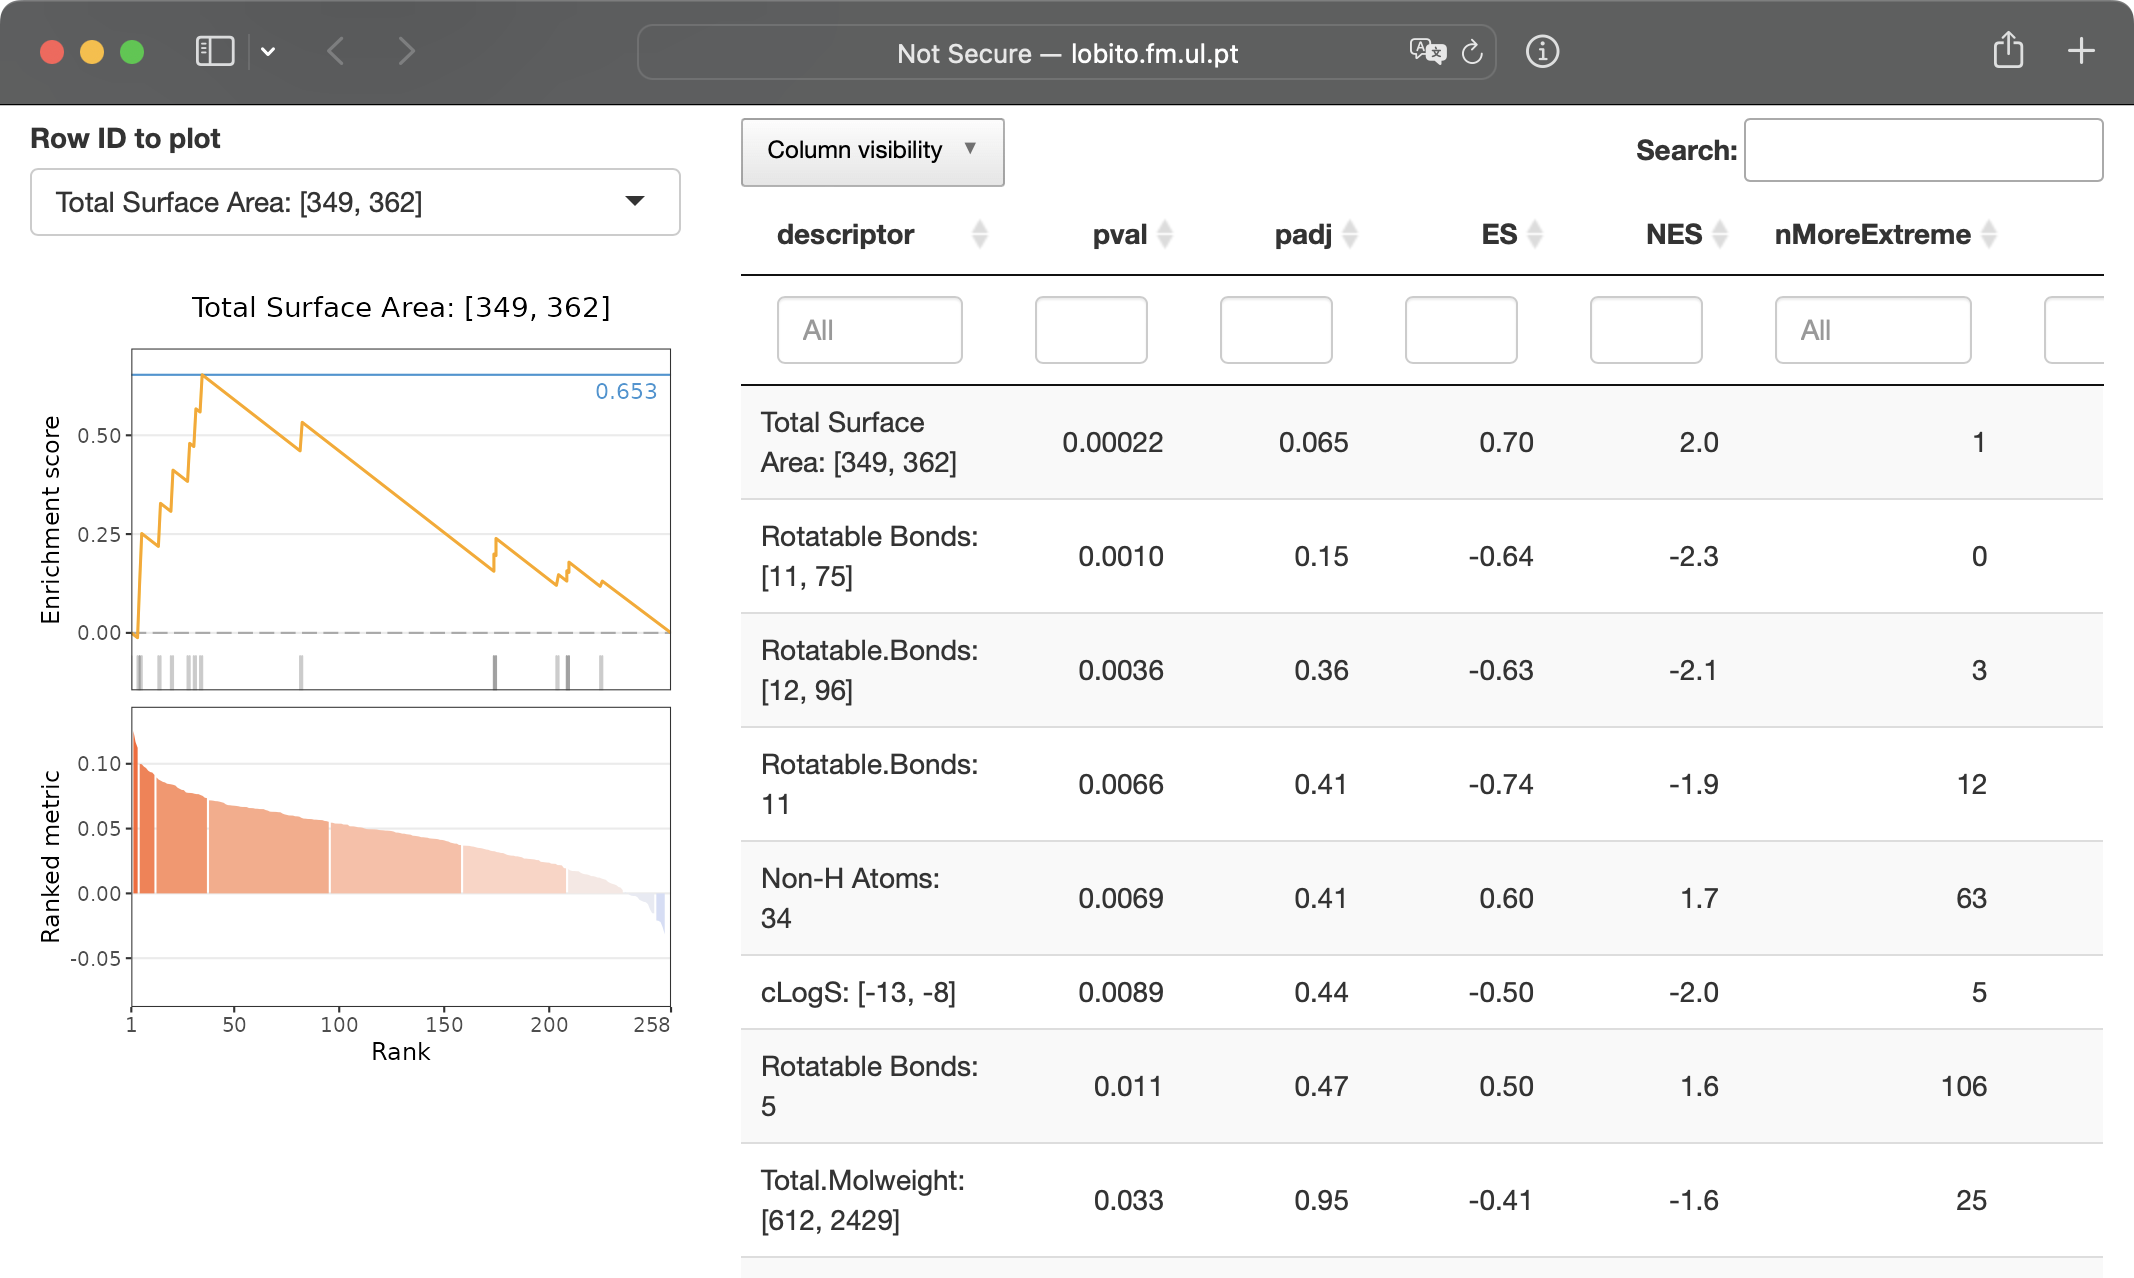 Not Secure — lobito.fm.ul.pt
Row ID to plot
Total Surface Area: [349, 362]
Total Surface Area: [349, 362]
0.653
0.50
0.25
0.00
Enrichment score
0.10
0.05
0.00
-0.05
Ranked metric
1 50 100 150 200 258
Rank
Column visibility ▼
Search:
descriptor pval padj ES NES nMoreExtreme
All All
Total Surface
Area: [349, 362] 0.00022 0.065 0.70 2.0 1
Rotatable Bonds:
[11, 75] 0.0010 0.15 -0.64 -2.3 0
Rotatable.Bonds:
[12, 96] 0.0036 0.36 -0.63 -2.1 3
Rotatable.Bonds:
11 0.0066 0.41 -0.74 -1.9 12
Non-H Atoms:
34 0.0069 0.41 0.60 1.7 63
cLogS: [-13, -8] 0.0089 0.44 -0.50 -2.0 5
Rotatable Bonds:
5 0.011 0.47 0.50 1.6 106
Total.Molweight:
[612, 2429] 0.033 0.95 -0.41 -1.6 25